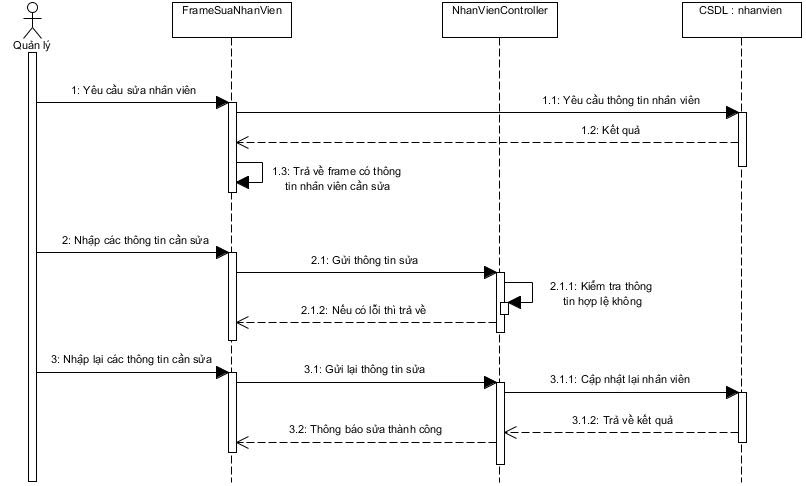 FrameSuaNhanVien
NhanVienController
CSDL : nhanvien
Quản lý
1: Yêu cầu sửa nhân viên
1.1: Yêu cầu thông tin nhân viên
1.2: Kết quả
1.3: Trả về frame có thông
tin nhân viên cần sửa
2: Nhập các thông tin cần sửa
2.1: Gửi thông tin sửa
2.1.1: Kiểm tra thông
tin hợp lệ không
2.1.2: Nếu có lỗi thì trả về
3: Nhập lại các thông tin cần sửa
3.1: Gửi lại thông tin sửa
3.1.1: Cập nhật lại nhân viên
3.1.2: Trả về kết quả
3.2: Thông báo sửa thành công